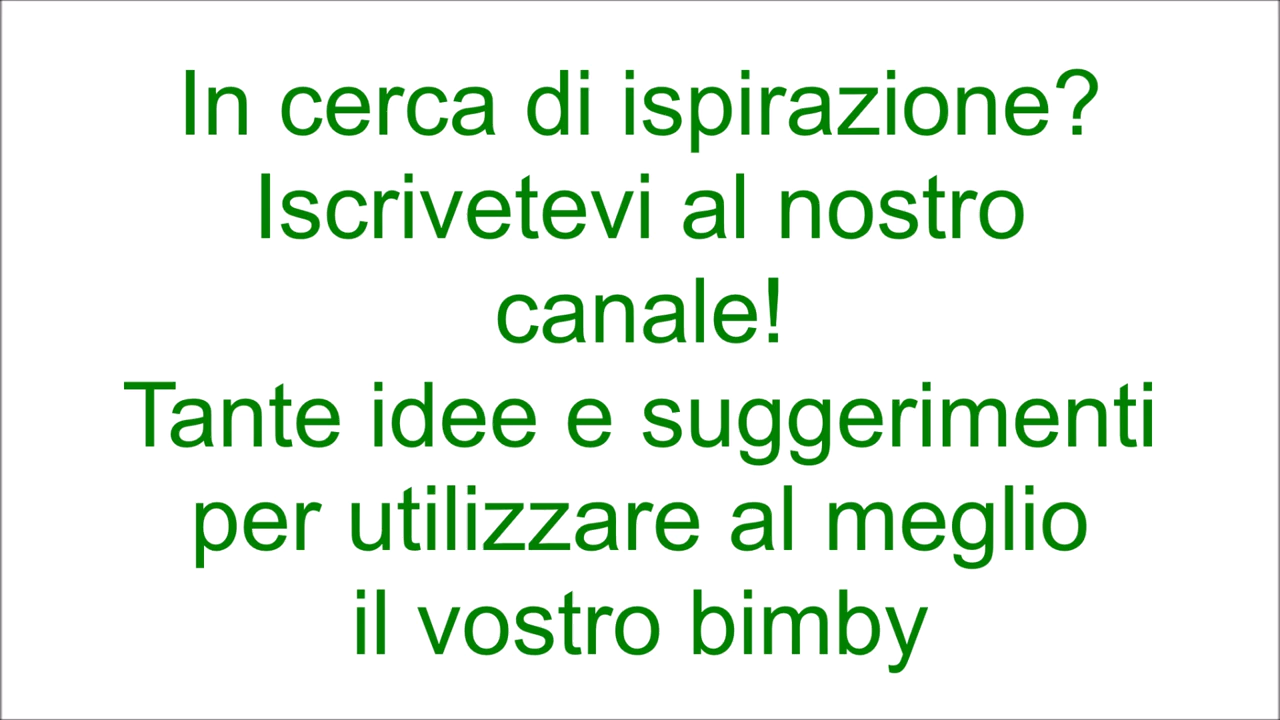 In cerca di ispirazione?
Iscrivetevi al nostro
canale!
Tante idee e suggerimenti
per utilizzare al meglio
il vostro bimby